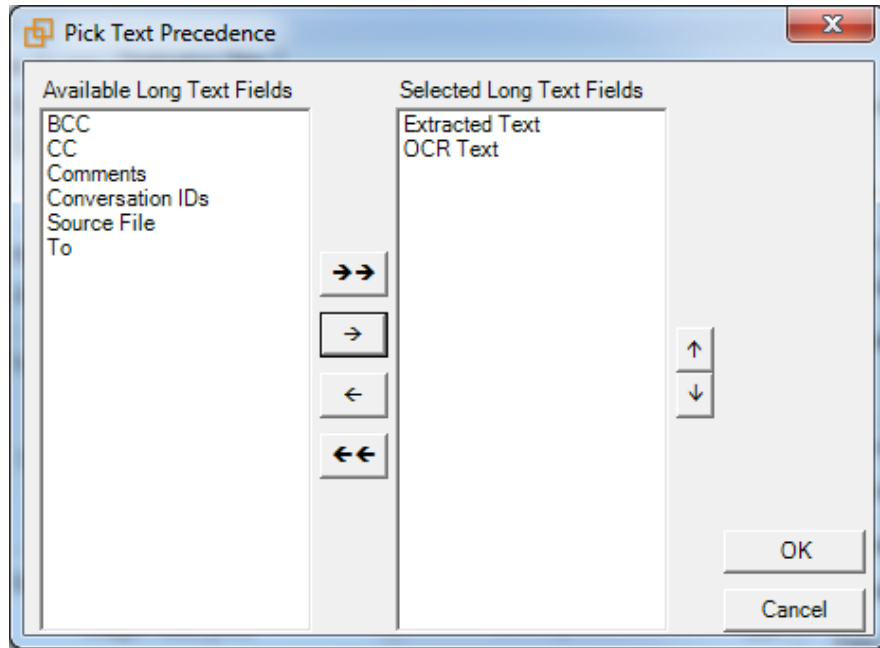 Pick Text Precedence
Available Long Text Fields
BCC
CC
Comments
Conversation IDs
Source File
To
Selected Long Text Fields
Extracted Text
OCR Text
OK
Cancel